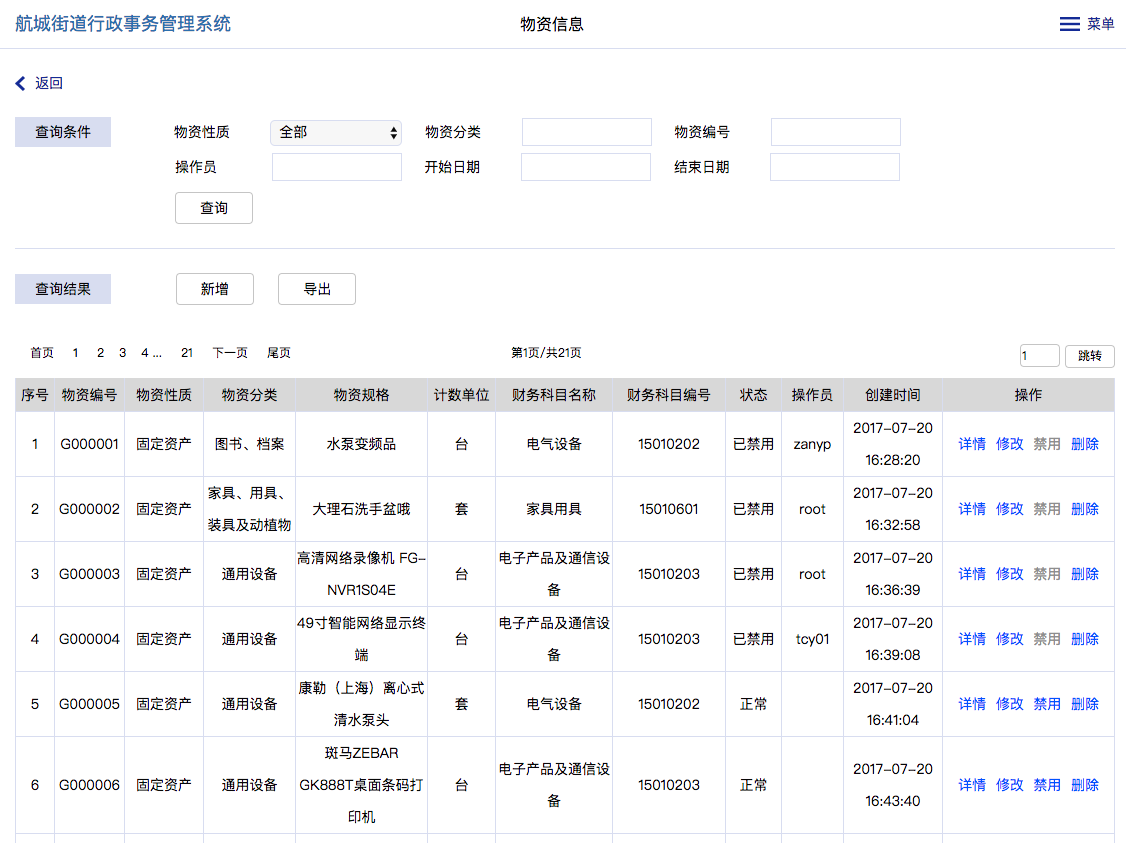 航城街道行政事务管理系统 物资信息 菜单
返回
查询条件 物资性质 全部 物资分类 物资编号
操作员 开始日期 结束日期
查询
查询结果 新增 导出
首页 1 2 3 4 ... 21 下一页 尾页 第1页/共21页 1 跳转
序号 物资编号 物资性质 物资分类 物资规格 计数单位 财务科目名称 财务科目编号 状态 操作员 创建时间 操作
1 G000001 固定资产 图书、档案 水泵变频品 台 电气设备 15010202 已禁用 zanyp 2017-07-20 16:28:20 详情 修改 禁用 删除
2 G000002 固定资产 家具、用具、装具及动植物 大理石洗手盆哦 套 家具用具 15010601 已禁用 root 2017-07-20 16:32:58 详情 修改 禁用 删除
3 G000003 固定资产 通用设备 高清网络录像机 FG-NVR1S04E 台 电子产品及通信设备 15010203 已禁用 root 2017-07-20 16:36:39 详情 修改 禁用 删除
4 G000004 固定资产 通用设备 49寸智能网络显示终端 台 电子产品及通信设备 15010203 已禁用 tcy01 2017-07-20 16:39:08 详情 修改 禁用 删除
5 G000005 固定资产 通用设备 康勒（上海）离心式清水泵头 套 电气设备 15010202 正常 2017-07-20 16:41:04 详情 修改 禁用 删除
6 G000006 固定资产 通用设备 斑马ZEBAR GK888T桌面条码打印机 台 电子产品及通信设备 15010203 正常 2017-07-20 16:43:40 详情 修改 禁用 删除